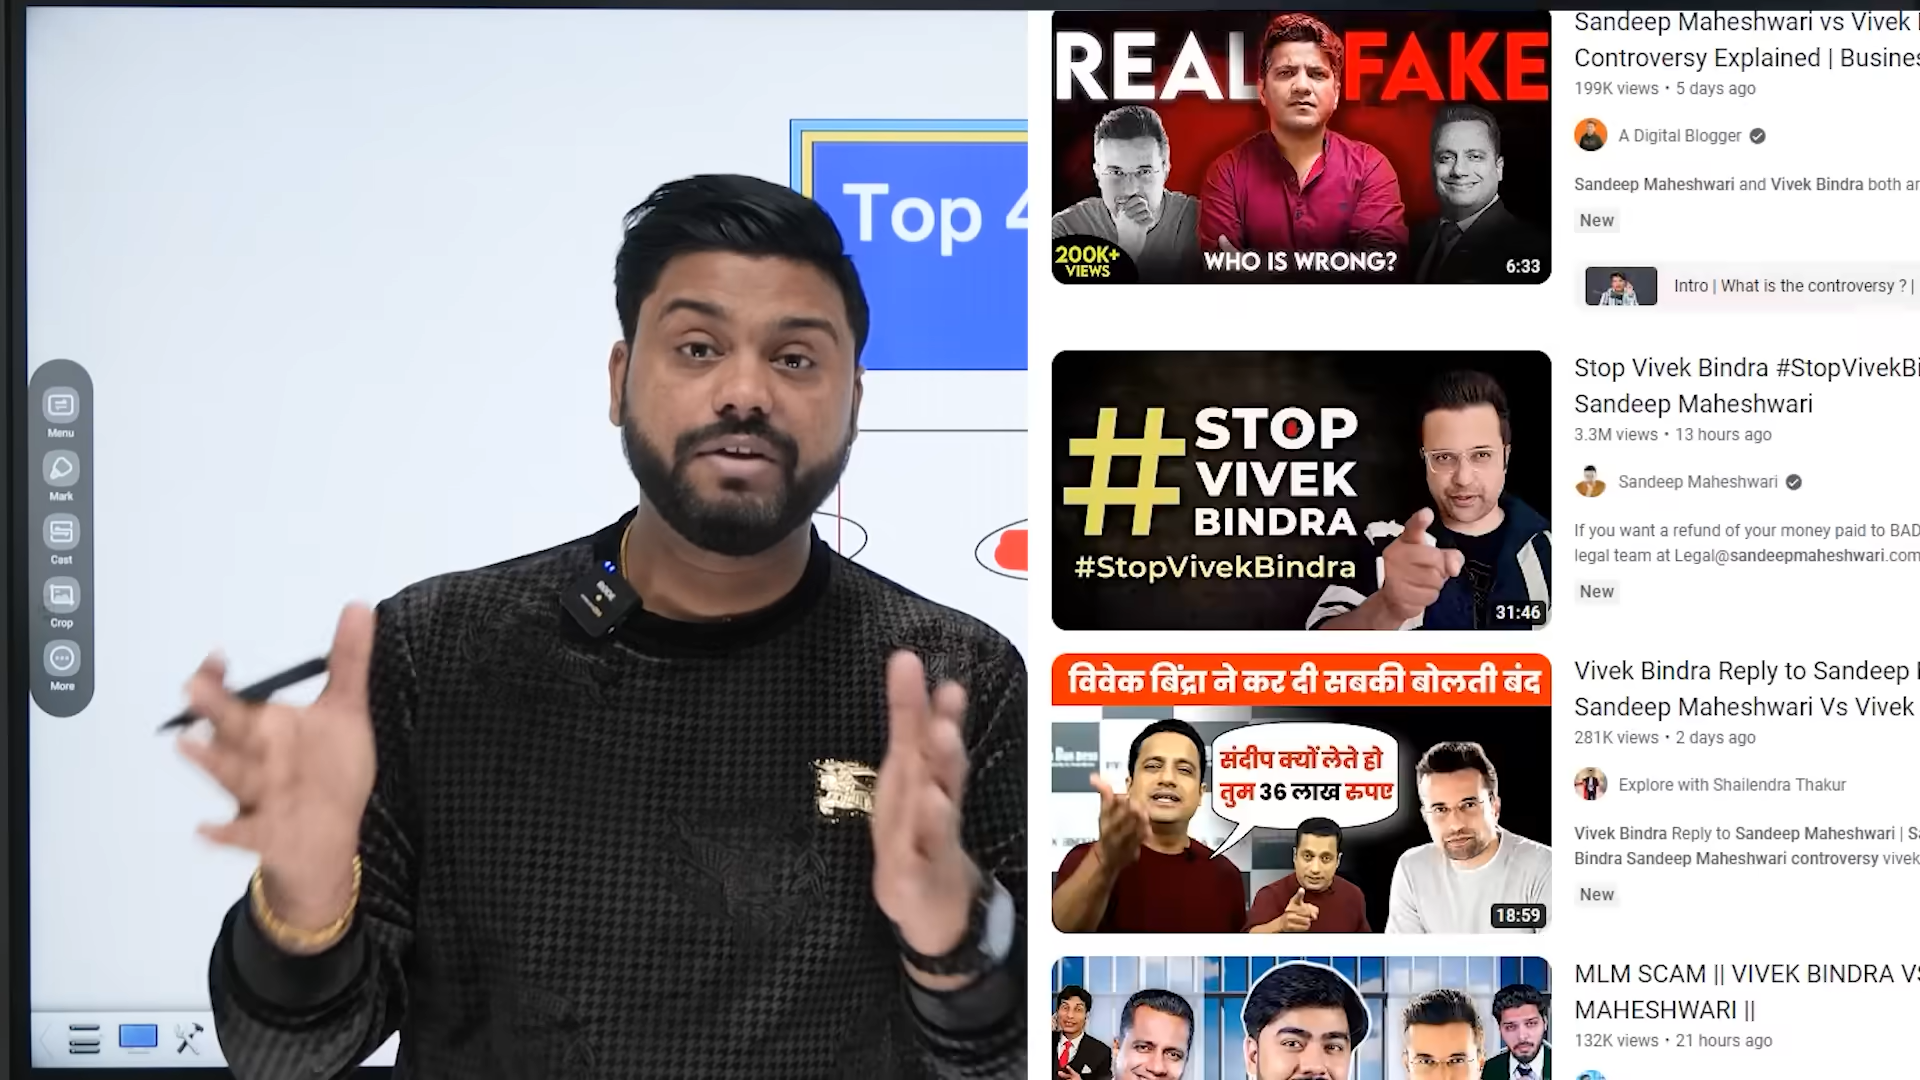 Top 4
Menu
Mark
Cast
Crop
More
REAL FAKE
200K+
VIEWS
WHO IS WRONG?
6:33
Sandeep Maheshwari vs Vivek
Controversy Explained | Busines
199K views • 5 days ago
A Digital Blogger
Sandeep Maheshwari and Vivek Bindra both ar
New
Intro | What is the controversy ? |
# STOP
VIVEK
BINDRA
#StopVivekBindra
31:46
Stop Vivek Bindra #StopVivekBi
Sandeep Maheshwari
3.3M views • 13 hours ago
Sandeep Maheshwari
If you want a refund of your money paid to BAD
legal team at Legal@sandeepmaheshwari.com
New
विवेक बिंद्रा ने कर दी सबकी बोलती बंद
संदीप क्यों लेते हो
तुम 36 लाख रुपए
18:59
Vivek Bindra Reply to Sandeep
Sandeep Maheshwari Vs Vivek
281K views • 2 days ago
Explore with Shailendra Thakur
Vivek Bindra Reply to Sandeep Maheshwari | Sa
Bindra Sandeep Maheshwari controversy vivek
New
MLM SCAM || VIVEK BINDRA VS
MAHESHWARI ||
132K views • 21 hours ago